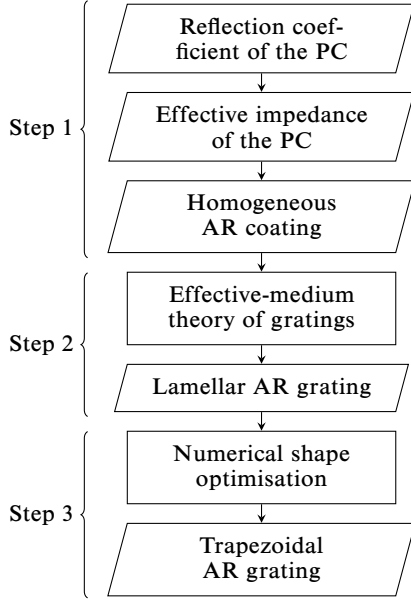 Reflection coef-
ficient of the PC
Step 1
Effective impedance
of the PC
Homogeneous
AR coating
Effective-medium
theory of gratings
Step 2
Lamellar AR grating
Numerical shape
optimisation
Step 3
Trapezoidal
AR grating